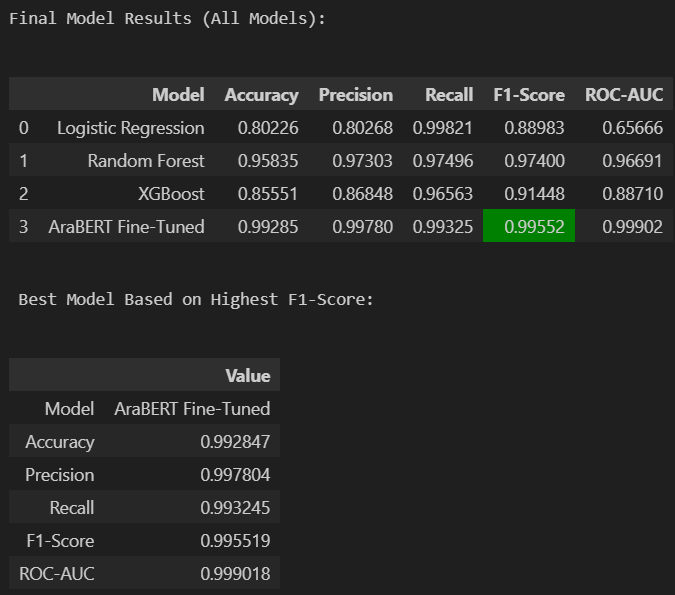 Final Model Results (All Models):
Model Accuracy Precision Recall F1-Score ROC-AUC
0 Logistic Regression 0.80226 0.80268 0.99821 0.88983 0.65666
1 Random Forest 0.95835 0.97303 0.97496 0.97400 0.96691
2 XGBoost 0.85551 0.86848 0.96563 0.91448 0.88710
3 AraBERT Fine-Tuned 0.99285 0.99780 0.99325 0.99552 0.99902
Best Model Based on Highest F1-Score:
Value
Model AraBERT Fine-Tuned
Accuracy 0.992847
Precision 0.997804
Recall 0.993245
F1-Score 0.995519
ROC-AUC 0.999018